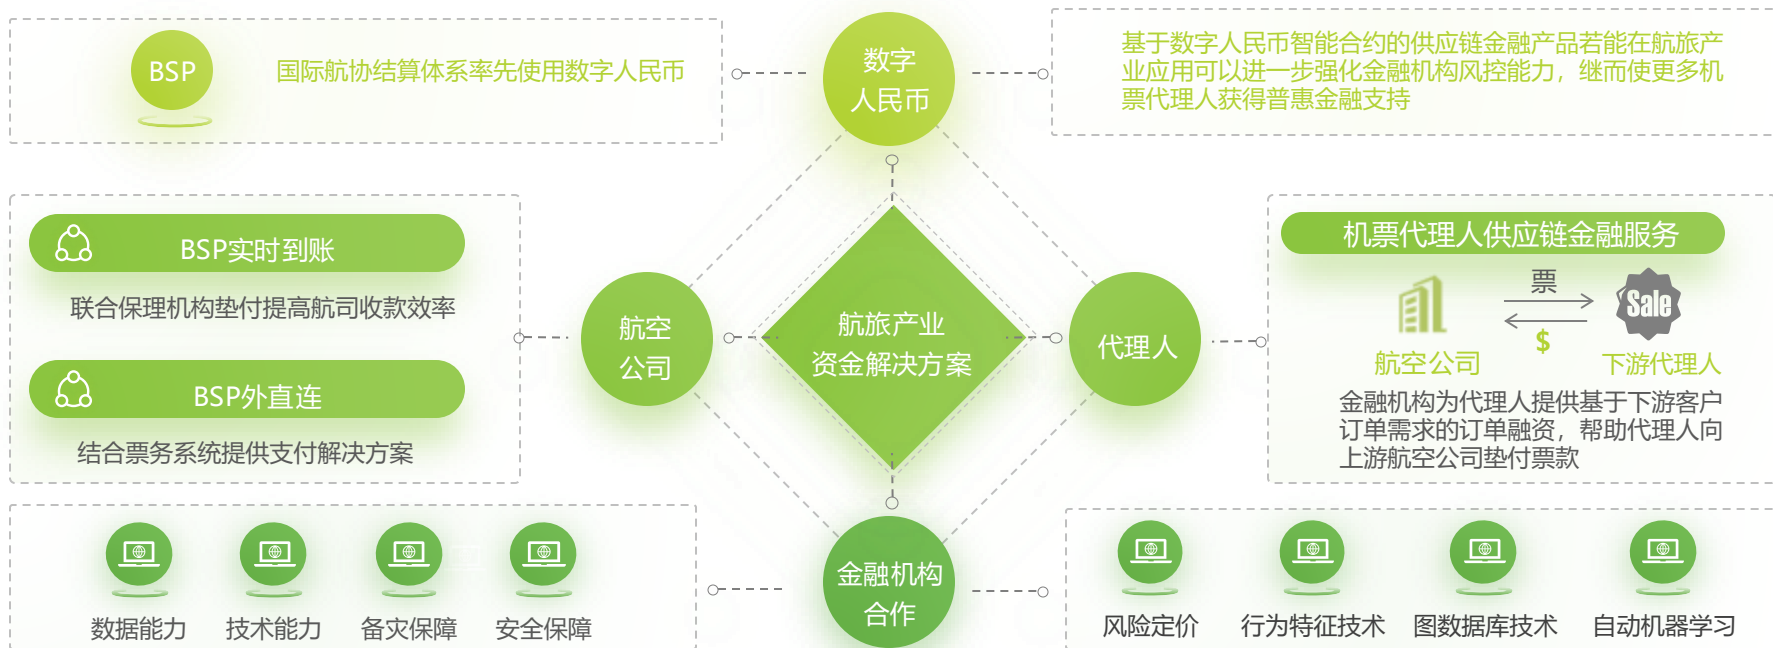 BSP
国际航协结算体系率先使用数字人民币
数字
人民币
基于数字人民币智能合约的供应链金融产品若能在航旅产
业应用可以进一步强化金融机构风控能力，继而使更多机
票代理人获得普惠金融支持
BSP实时到账
联合保理机构垫付提高航司收款效率
BSP外直连
结合票务系统提供支付解决方案
航空
公司
航旅产业
资金解决方案
代理人
机票代理人供应链金融服务
票
Sale
$
航空公司
下游代理人
金融机构为代理人提供基于下游客户
订单需求的订单融资，帮助代理人向
上游航空公司垫付票款
数据能力
技术能力
备灾保障
安全保障
金融机构
合作
风险定价
行为特征技术
图数据库技术
自动机器学习